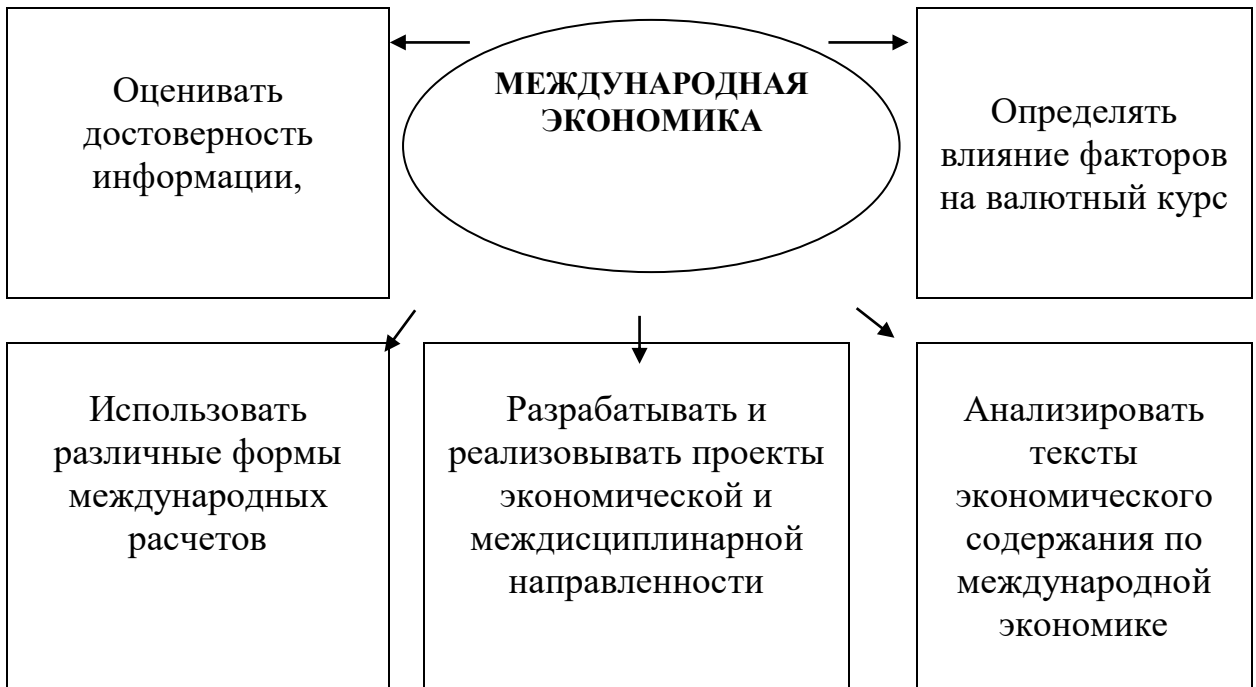 Оценивать
достоверность
информации,
МЕЖДУНАРОДНАЯ
ЭКОНОМИКА
Определять
влияние факторов
на валютный курс
Использовать
различные формы
международных
расчетов
Разрабатывать и
реализовывать проекты
экономической и
междисциплинарной
направленности
Анализировать
тексты
экономического
содержания по
международной
экономике